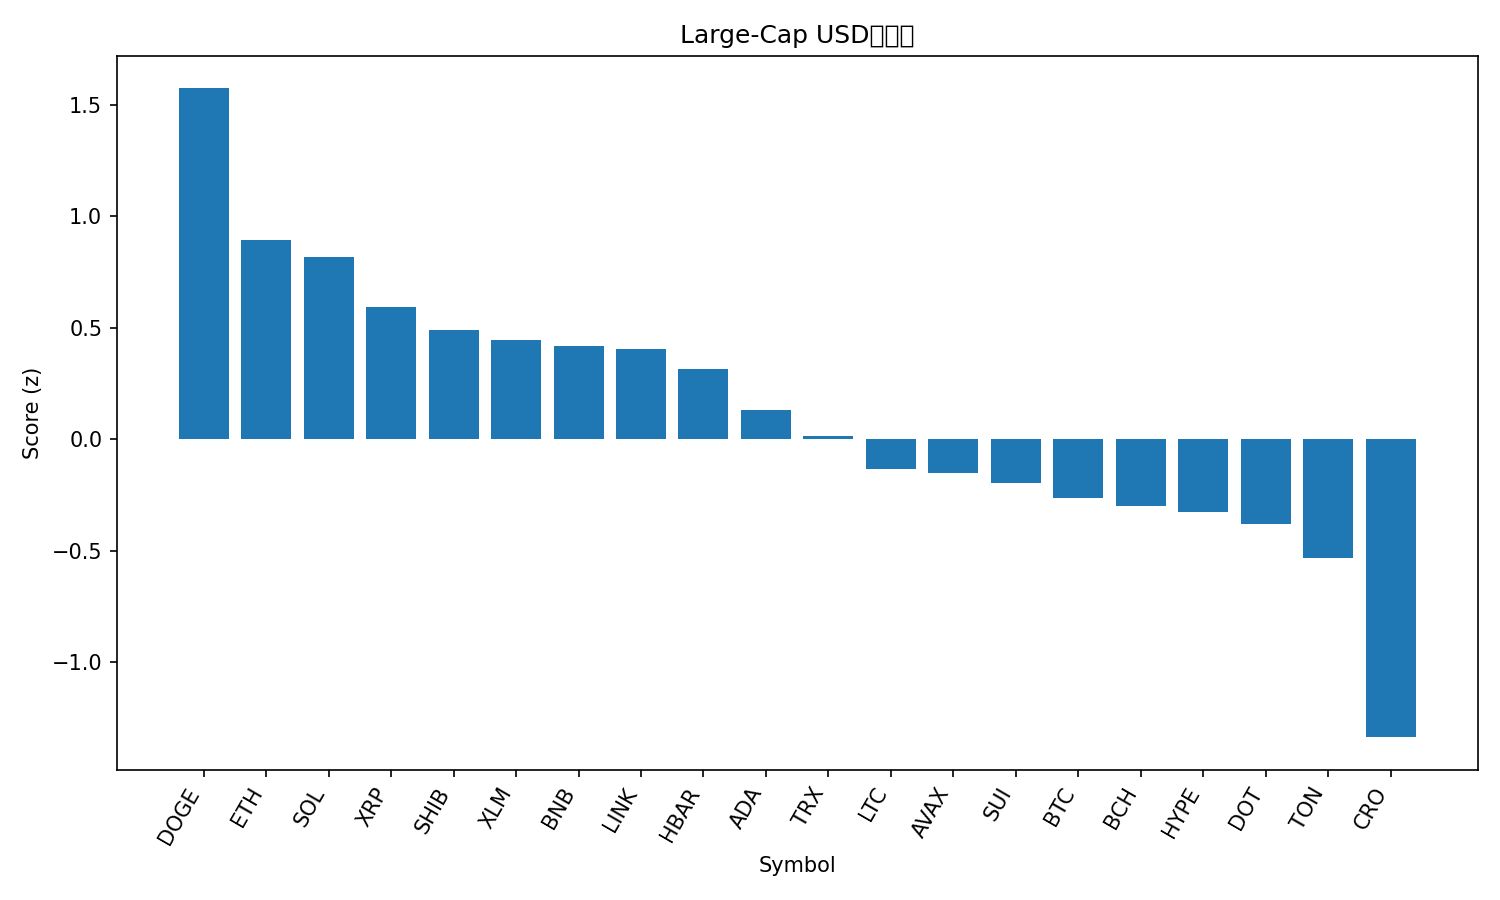 Large-Cap USD
Score (z)
1.5
1.0
0.5
0.0
−0.5
−1.0
DOGE
ETH
SOL
XRP
SHIB
XLM
BNB
LINK
HBAR
ADA
TRX
LTC
AVAX
SUI
BTC
BCH
HYPE
DOT
TON
CRO
Symbol